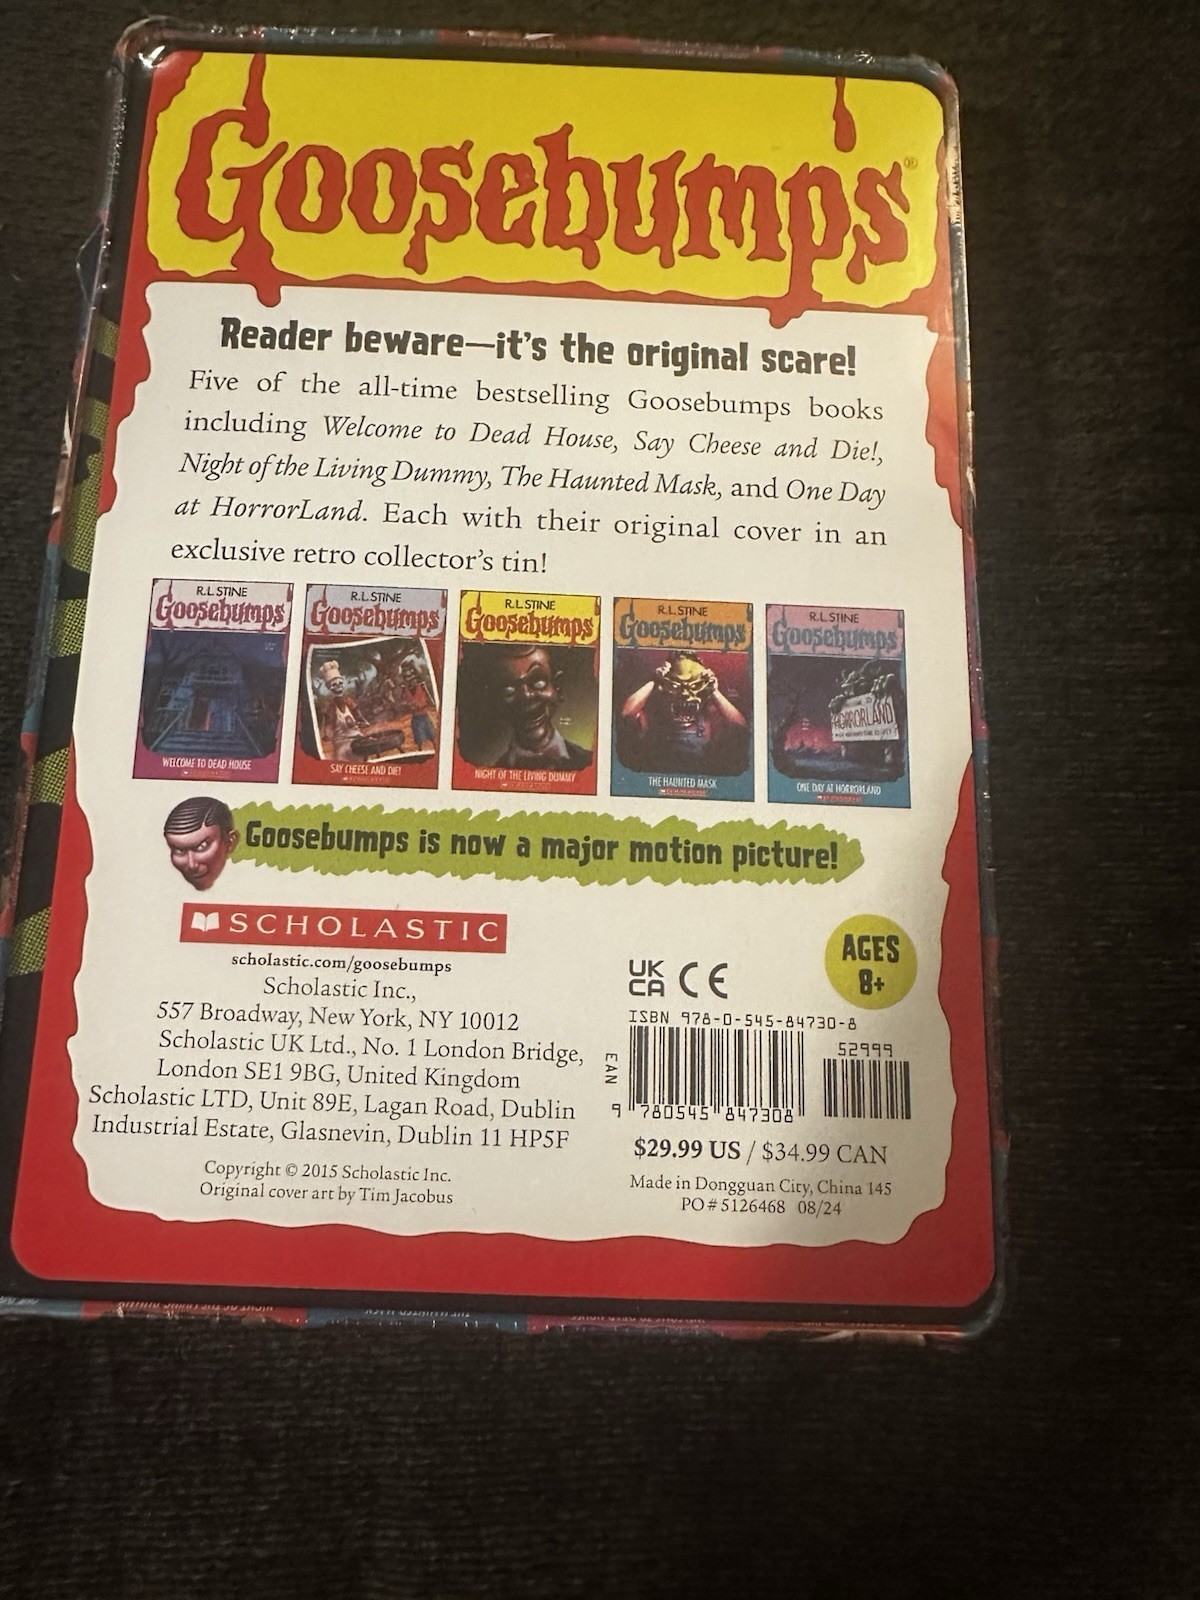 Goosebumps®
Reader beware—it's the original scare!
Five of the all-time bestselling Goosebumps books
including Welcome to Dead House, Say Cheese and Die!,
Night of the Living Dummy, The Haunted Mask, and One Day
at HorrorLand. Each with their original cover in an
exclusive retro collector's tin!
R.L. STINE
Goosebumps
WELCOME TO DEAD HOUSE
R.L. STINE
Goosebumps
SAY CHEESE AND DIE!
R.L. STINE
Goosebumps
NIGHT OF THE LIVING DUMMY
R.L. STINE
Goosebumps
THE HAUNTED MASK
R.L. STINE
Goosebumps
HORRORLAND
ONE DAY AT HORRORLAND
Goosebumps is now a major motion picture!
SCHOLASTIC
scholastic.com/goosebumps
Scholastic Inc.,
557 Broadway, New York, NY 10012
Scholastic UK Ltd., No. 1 London Bridge,
London SE1 9BG, United Kingdom
Scholastic LTD, Unit 89E, Lagan Road, Dublin
Industrial Estate, Glasnevin, Dublin 11 HP5F
Copyright © 2015 Scholastic Inc.
Original cover art by Tim Jacobus
AGES
8+
UK
CA CE
ISBN 978-0-545-84730-8
52999
EAN
9 780545 847308
$29.99 US / $34.99 CAN
Made in Dongguan City, China 145
PO# 5126468 08/24